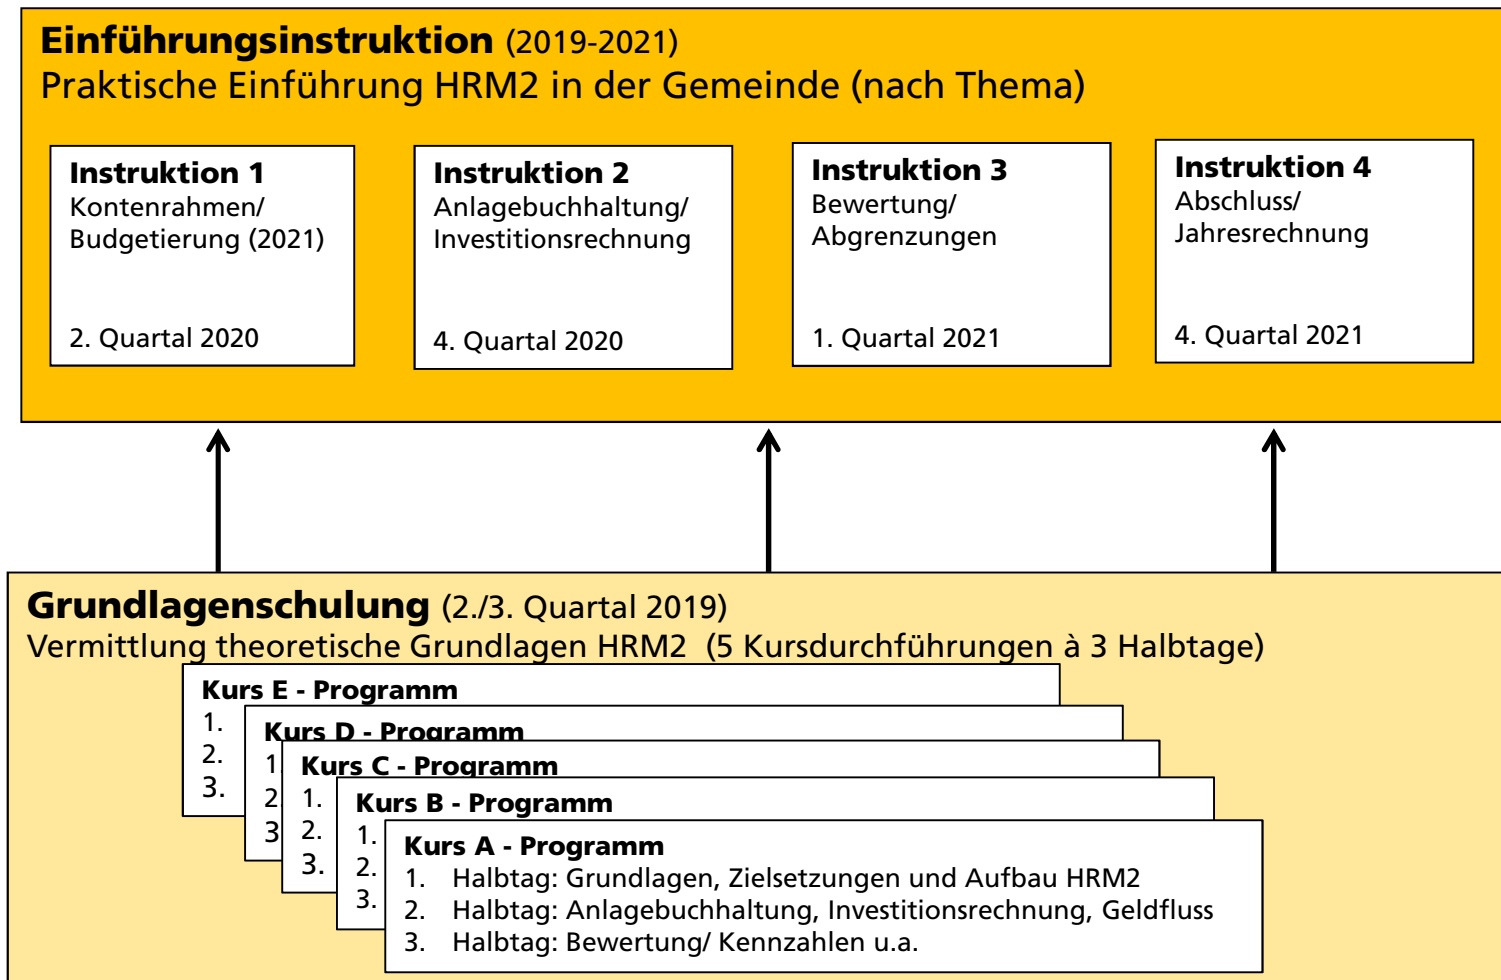 Einführungsinstruktion (2019-2021)
Praktische Einführung HRM2 in der Gemeinde (nach Thema)
Instruktion 1
Kontenrahmen/
Budgetierung (2021)
2. Quartal 2020
Instruktion 2
Anlagebuchhaltung/
Investitionsrechnung
4. Quartal 2020
Instruktion 3
Bewertung/
Abgrenzungen
1. Quartal 2021
Instruktion 4
Abschluss/
Jahresrechnung
4. Quartal 2021
Grundlagenschulung (2./3. Quartal 2019)
Vermittlung theoretische Grundlagen HRM2 (5 Kursdurchführungen à 3 Halbtage)
Kurs E - Programm
1.
2.
3.
Kurs D - Programm
1.
2.
3
Kurs C - Programm
1.
2.
3.
Kurs B - Programm
1.
2.
3.
Kurs A - Programm
1. Halbtag: Grundlagen, Zielsetzungen und Aufbau HRM2
2. Halbtag: Anlagebuchhaltung, Investitionsrechnung, Geldfluss
3. Halbtag: Bewertung/ Kennzahlen u.a.